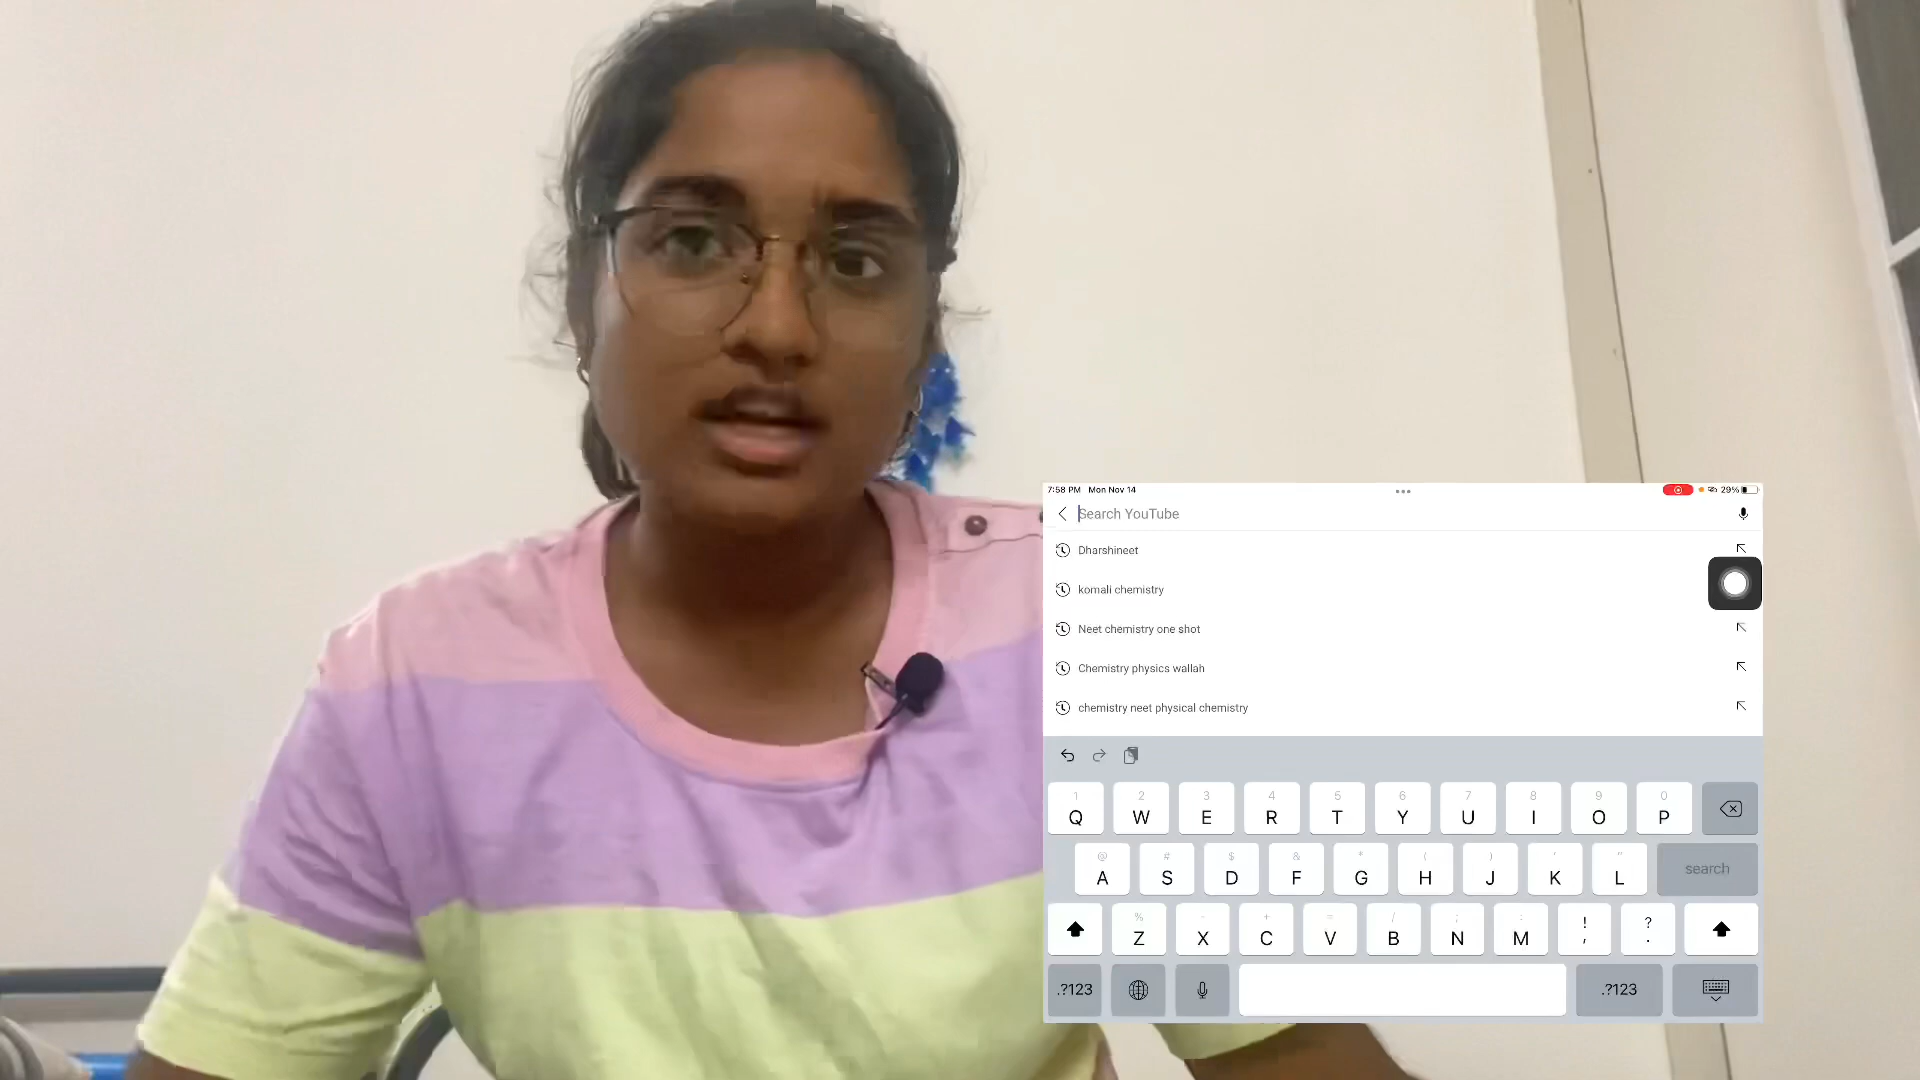 7:58 PM Mon Nov 14
29%
Search YouTube
Dharshineet
komali chemistry
Neet chemistry one shot
Chemistry physics wallah
chemistry neet physical chemistry
1 2 3 4 5 6 7 8 9 0
Q W E R T Y U I O P
@ # $ & * ( ) ' "
A S D F G H J K L search
% - + = / ; : ! ?
Z X C V B N M , .
.?123 .?123